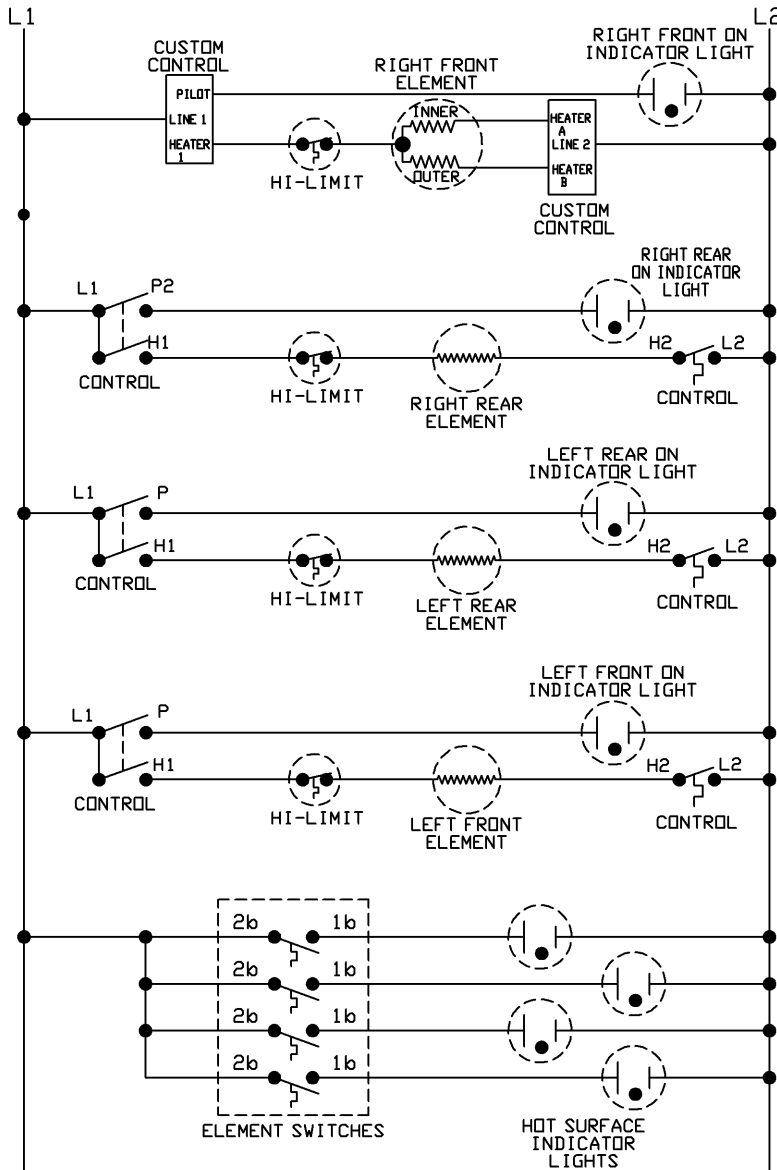 L1
L2
CUSTOM
CONTROL
RIGHT FRONT
ELEMENT
RIGHT FRONT ON
INDICATOR LIGHT
PILOT
LINE 1
HEATER
1
HI-LIMIT
INNER
OUTER
HEATER
A
LINE 2
HEATER
B
CUSTOM
CONTROL
RIGHT REAR
ON INDICATOR
LIGHT
L1
P2
H1
CONTROL
HI-LIMIT
RIGHT REAR
ELEMENT
H2
L2
CONTROL
LEFT REAR ON
INDICATOR LIGHT
L1
P
H1
CONTROL
HI-LIMIT
LEFT REAR
ELEMENT
H2
L2
CONTROL
LEFT FRONT ON
INDICATOR LIGHT
L1
P
H1
CONTROL
HI-LIMIT
LEFT FRONT
ELEMENT
H2
L2
CONTROL
2b
1b
2b
1b
2b
1b
2b
1b
ELEMENT SWITCHES
HOT SURFACE
INDICATOR
LIGHTS